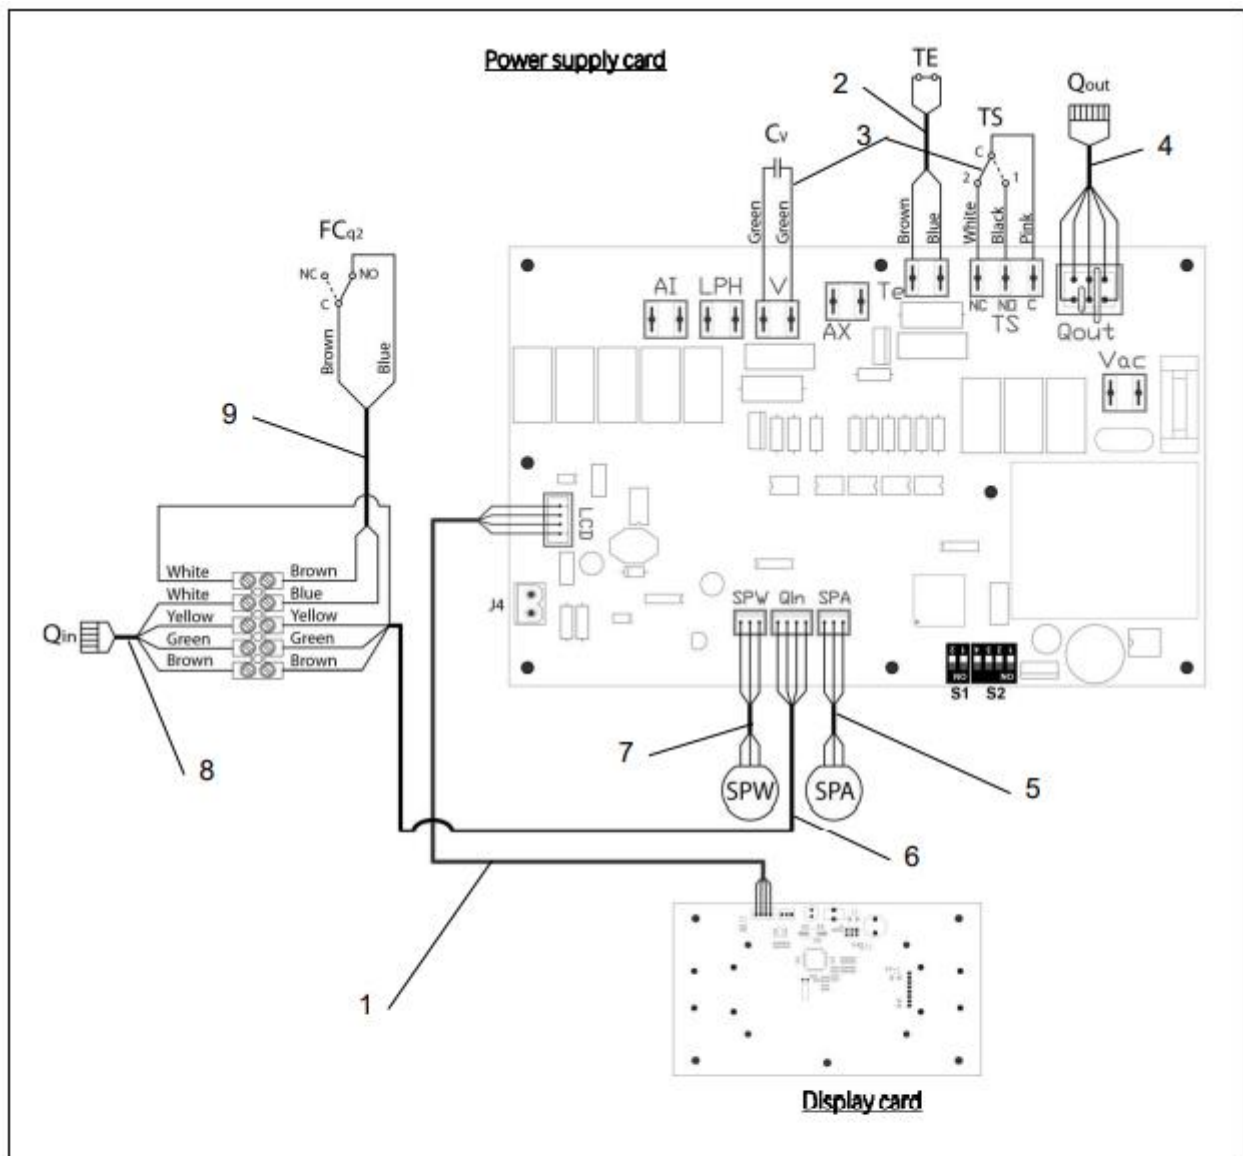 Power supply card
TE
Qout
2
TS
Cv
3
4
C
2
1
Green
Green
Brown
Blue
White
Black
Pink
FCq2
NC
NO
C
Brown
Blue
AI
LPH
V
AX
Te
NC
NO
C
TS
Qout
Vac
9
LCD
White
Brown
White
Blue
Yellow
Yellow
Green
Green
Brown
Brown
Qin
J4
SPW
Qin
SPA
ON
ON
S1
S2
7
8
SPW
SPA
5
6
1
Display card